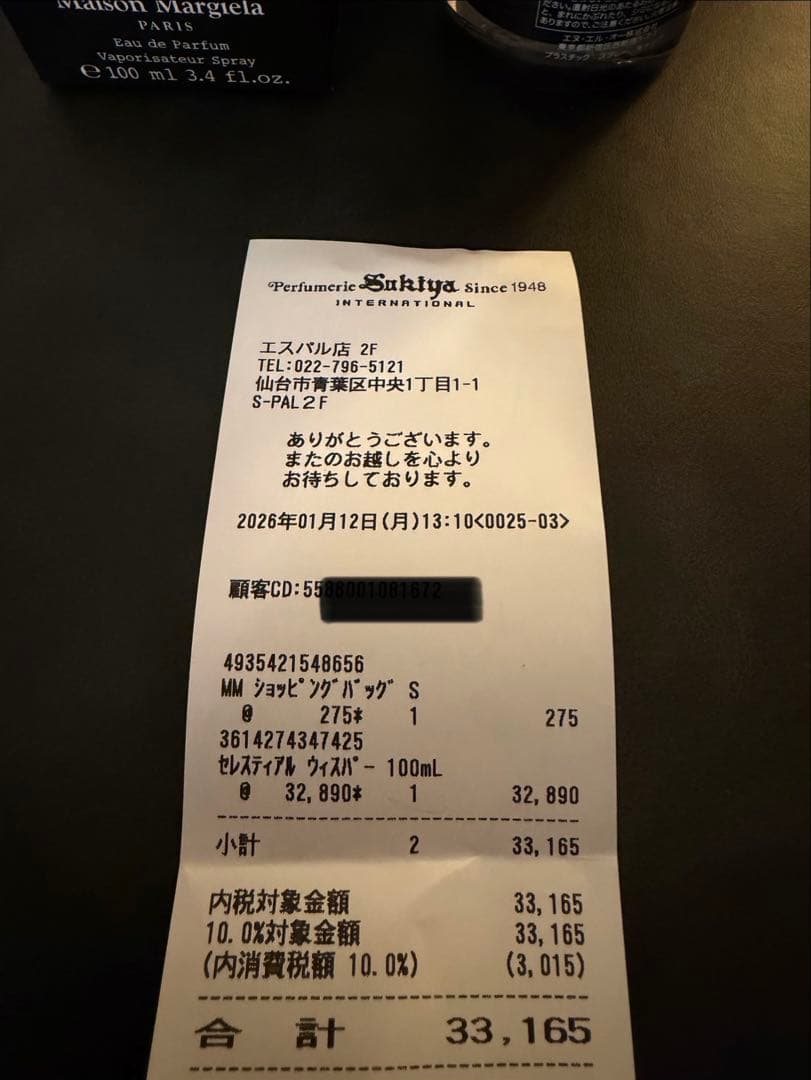 Maison Margiela
PARIS
Eau de Parfum
Vaporisateur Spray
℮ 100 ml 3.4 fl.oz.
Perfumerie Sukiya Since 1948
INTERNATIONAL
エスパル店 2F
TEL:022-796-5121
仙台市青葉区中央1丁目1-1
S-PAL２F
ありがとうございます。
またのお越しを心より
お待ちしております。
2026年01月12日(月)13:10<0025-03>
顧客CD:55
4935421548656
MM ｼｮｯﾋﾟﾝｸﾞﾊﾞｯｸﾞ S
@ 275* 1 275
3614274347425
ｾﾚｽﾃｨｱﾙ ｳｨｽﾊﾟｰ 100mL
@ 32,890* 1 32,890
小計 2 33,165
内税対象金額 33,165
10.0%対象金額 33,165
(内消費税額 10.0%) (3,015)
合 計 33,165